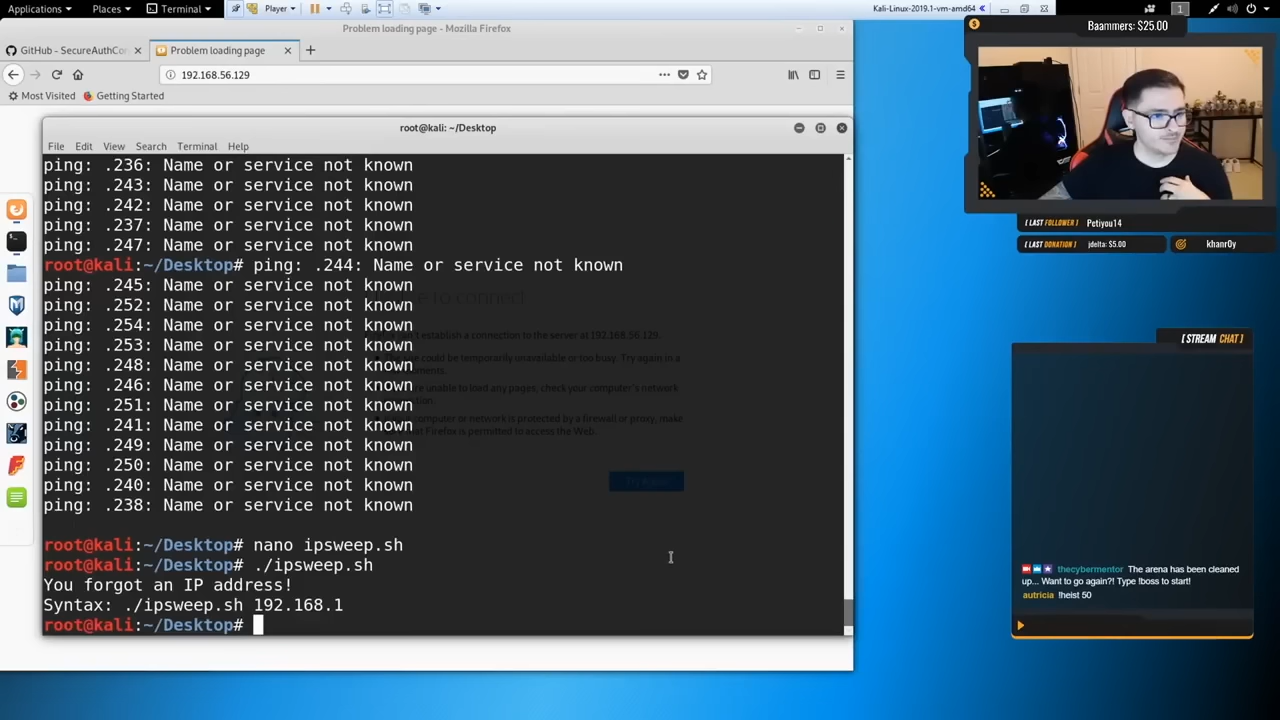 Applications
Places
Terminal
Player
Kali-Linux-2019.1-vm-amd64
1
Problem loading page - Mozilla Firefox
GitHub - SecureAuthCor
Problem loading page
192.168.56.129
Most Visited
Getting Started
root@kali: ~/Desktop
File Edit View Search Terminal Help
ping: .236: Name or service not known
ping: .243: Name or service not known
ping: .242: Name or service not known
ping: .237: Name or service not known
ping: .247: Name or service not known
root@kali:~/Desktop# ping: .244: Name or service not known
ping: .245: Name or service not known
ping: .252: Name or service not known
ping: .254: Name or service not known
ping: .253: Name or service not known
ping: .248: Name or service not known
ping: .246: Name or service not known
ping: .251: Name or service not known
ping: .241: Name or service not known
ping: .249: Name or service not known
ping: .250: Name or service not known
ping: .240: Name or service not known
ping: .238: Name or service not known
root@kali:~/Desktop# nano ipsweep.sh
root@kali:~/Desktop# ./ipsweep.sh
You forgot an IP address!
Syntax: ./ipsweep.sh 192.168.1
root@kali:~/Desktop#
Baammers: $25.00
[ LAST FOLLOWER ] Petiyou14
[ LAST DONATION ] jdelta: $5.00
khanr0y
[ STREAM CHAT ]
thecybermentor The arena has been cleaned
up... Want to go again?! Type !boss to start!
autricia !heist 50